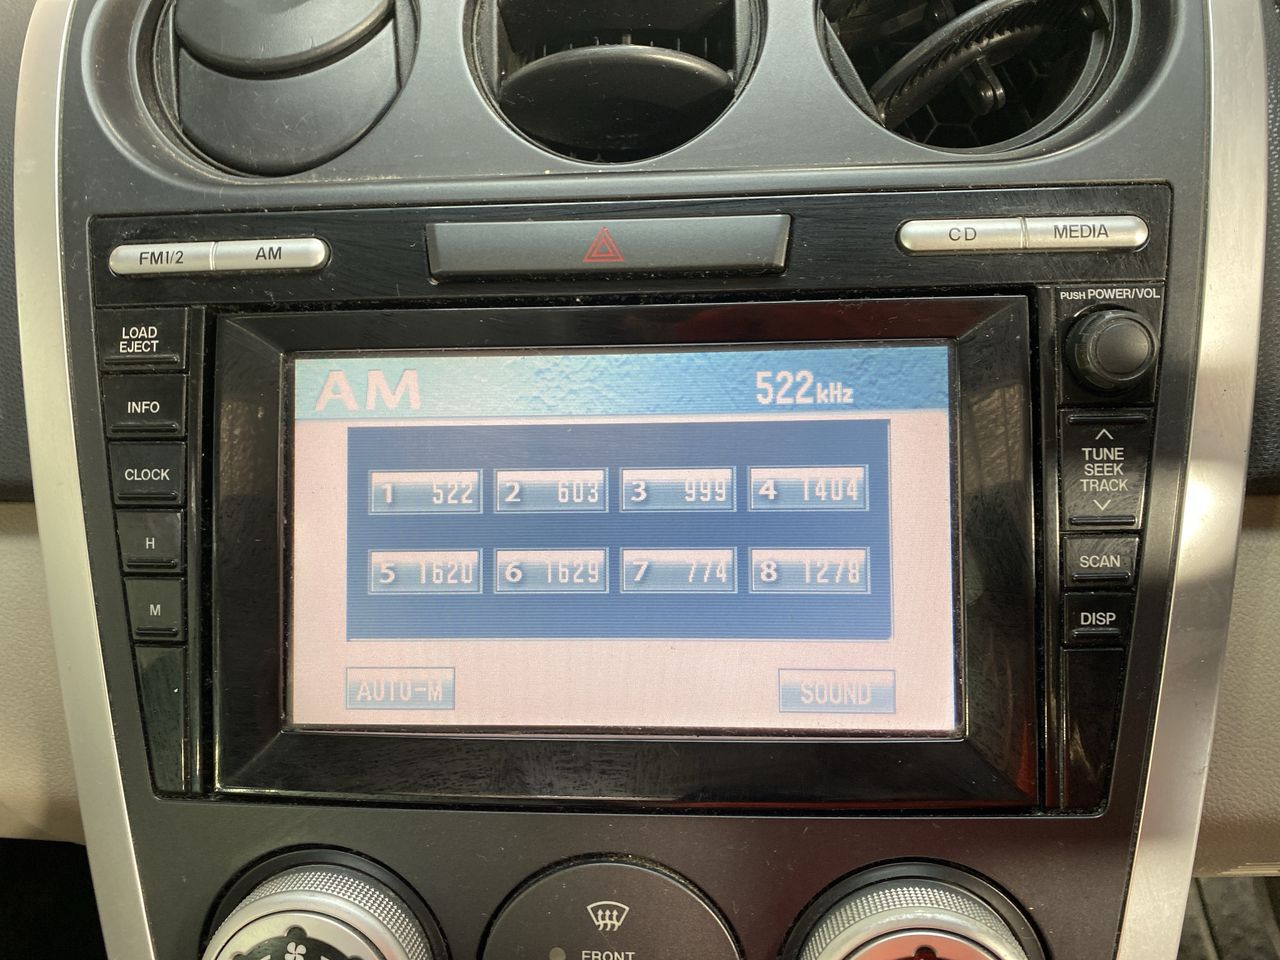 FM1/2 AM
CD MEDIA
PUSH POWER/VOL
LOAD
EJECT
INFO
CLOCK
H
M
AM 522kHz
1 522 2 603 3 999 4 1404
5 1620 6 1629 7 774 8 1278
AUTO-M SOUND
TUNE
SEEK
TRACK
SCAN
DISP
FRONT